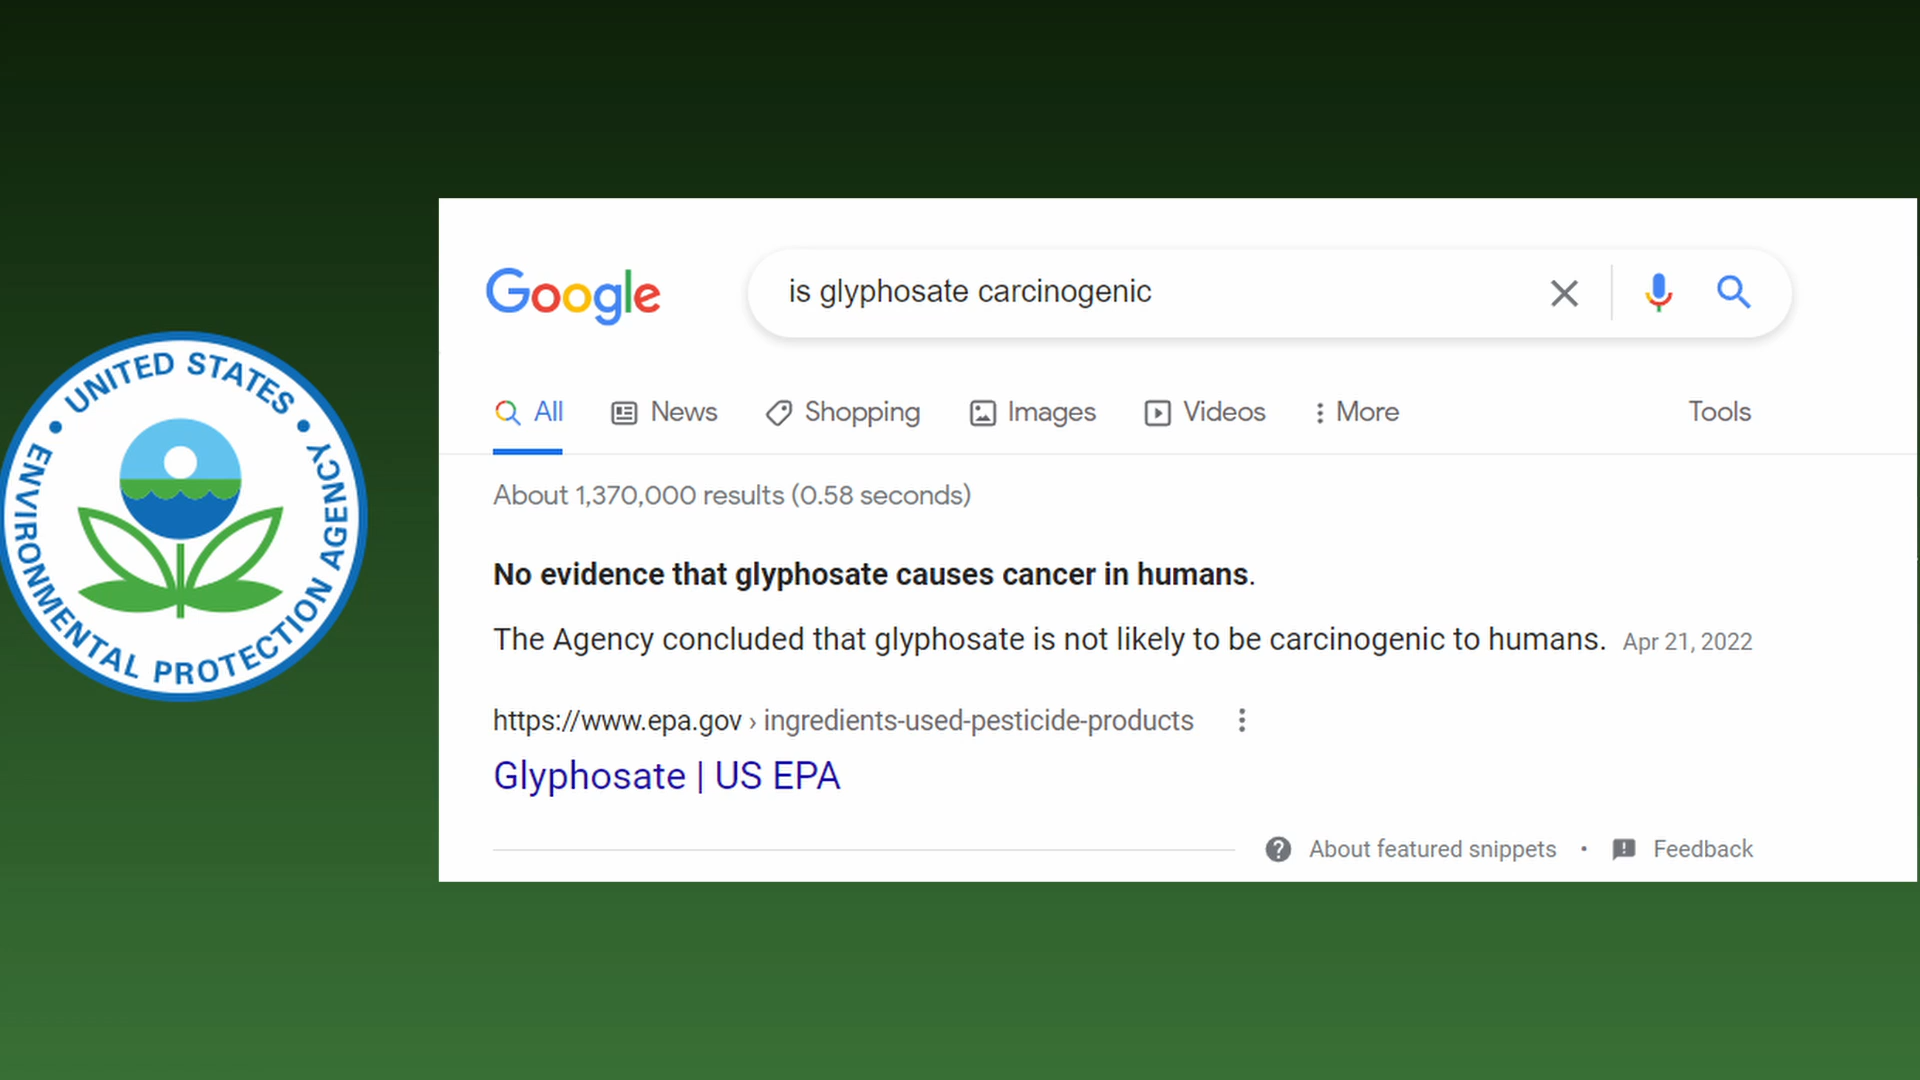 UNITED STATES
ENVIRONMENTAL PROTECTION AGENCY
Google
is glyphosate carcinogenic
All News Shopping Images Videos More Tools
About 1,370,000 results (0.58 seconds)
No evidence that glyphosate causes cancer in humans.
The Agency concluded that glyphosate is not likely to be carcinogenic to humans. Apr 21, 2022
https://www.epa.gov › ingredients-used-pesticide-products
Glyphosate | US EPA
About featured snippets • Feedback